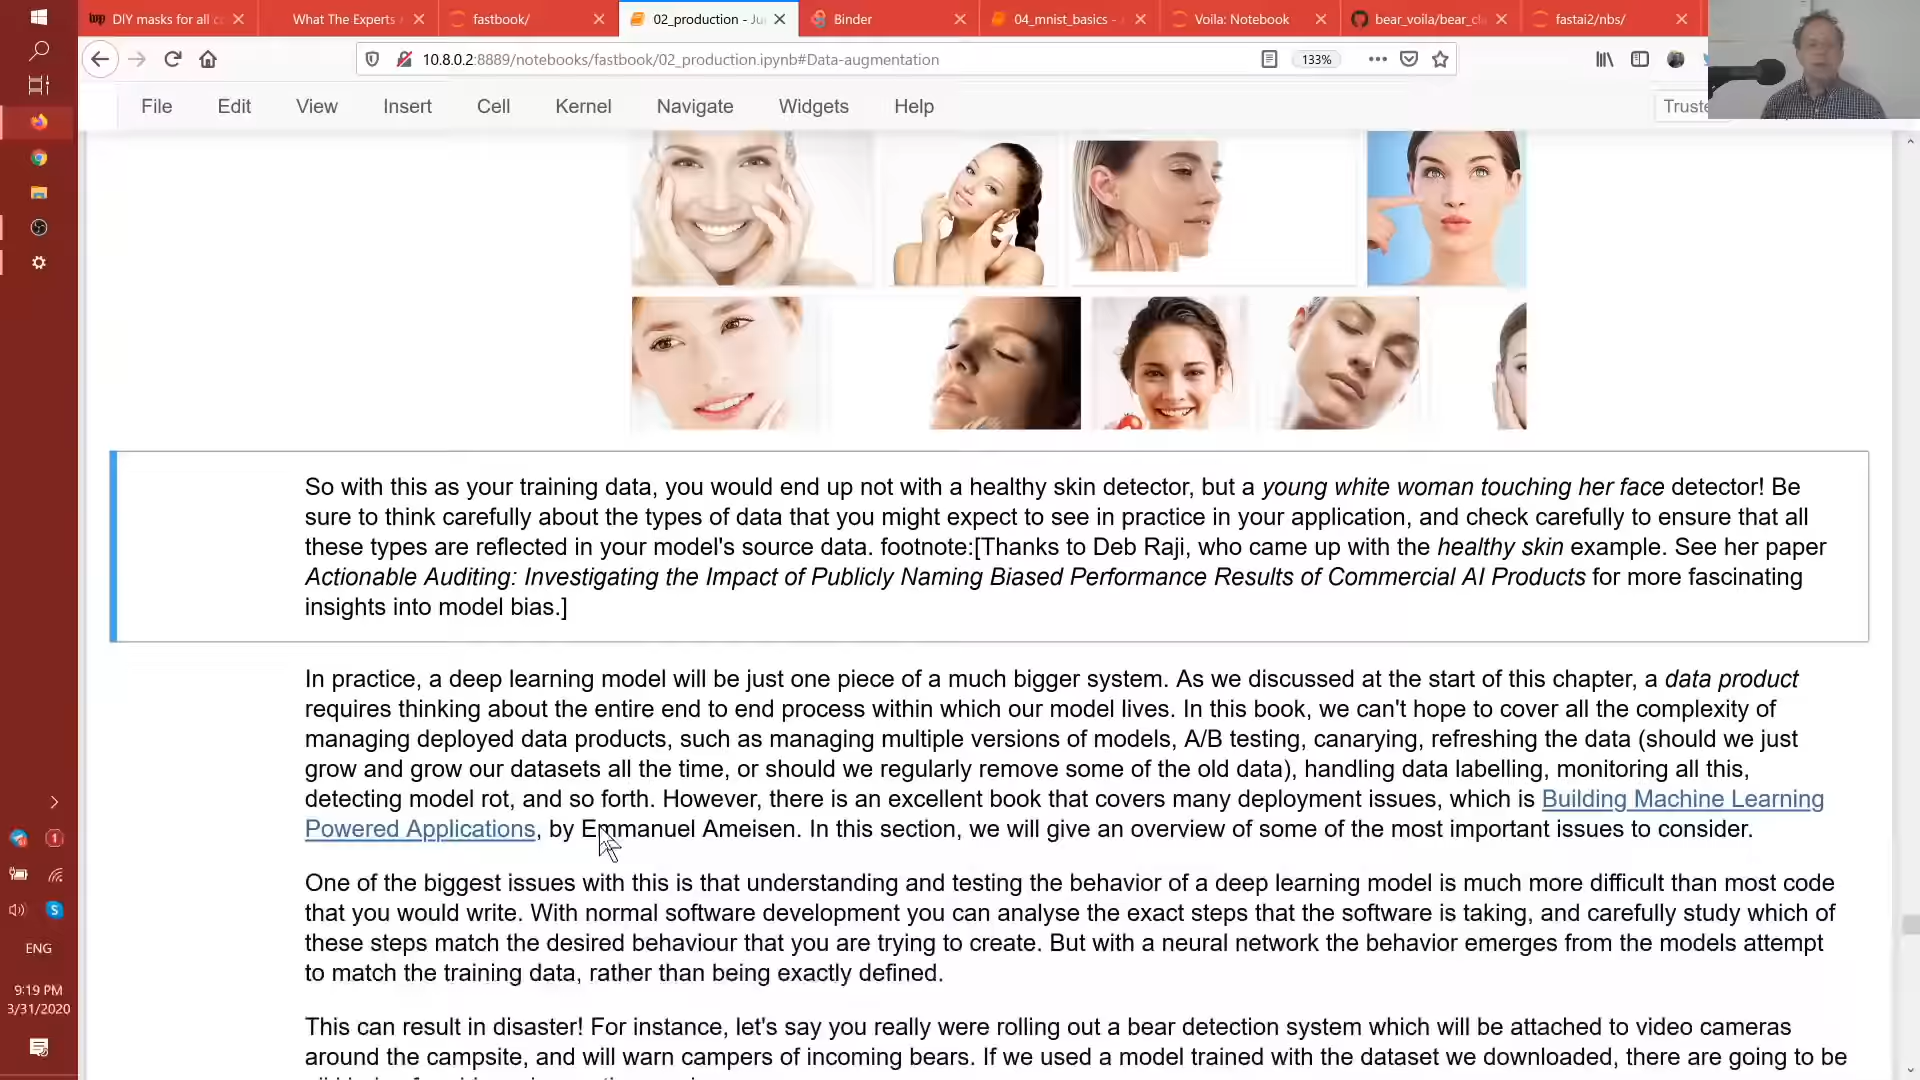 DIY masks for all c
What The Experts
fastbook/
02_production - Ju
Binder
04_mnist_basics -
Voila: Notebook
bear_voila/bear_cl
fastai2/nbs/
10.8.0.2:8889/notebooks/fastbook/02_production.ipynb#Data-augmentation
133%
File Edit View Insert Cell Kernel Navigate Widgets Help
Truste
So with this as your training data, you would end up not with a healthy skin detector, but a young white woman touching her face detector! Be
sure to think carefully about the types of data that you might expect to see in practice in your application, and check carefully to ensure that all
these types are reflected in your model's source data. footnote:[Thanks to Deb Raji, who came up with the healthy skin example. See her paper
Actionable Auditing: Investigating the Impact of Publicly Naming Biased Performance Results of Commercial AI Products for more fascinating
insights into model bias.]
In practice, a deep learning model will be just one piece of a much bigger system. As we discussed at the start of this chapter, a data product
requires thinking about the entire end to end process within which our model lives. In this book, we can't hope to cover all the complexity of
managing deployed data products, such as managing multiple versions of models, A/B testing, canarying, refreshing the data (should we just
grow and grow our datasets all the time, or should we regularly remove some of the old data), handling data labelling, monitoring all this,
detecting model rot, and so forth. However, there is an excellent book that covers many deployment issues, which is Building Machine Learning
Powered Applications, by Emmanuel Ameisen. In this section, we will give an overview of some of the most important issues to consider.
One of the biggest issues with this is that understanding and testing the behavior of a deep learning model is much more difficult than most code
that you would write. With normal software development you can analyse the exact steps that the software is taking, and carefully study which of
these steps match the desired behaviour that you are trying to create. But with a neural network the behavior emerges from the models attempt
to match the training data, rather than being exactly defined.
This can result in disaster! For instance, let's say you really were rolling out a bear detection system which will be attached to video cameras
around the campsite, and will warn campers of incoming bears. If we used a model trained with the dataset we downloaded, there are going to be
ENG
9:19 PM
3/31/2020